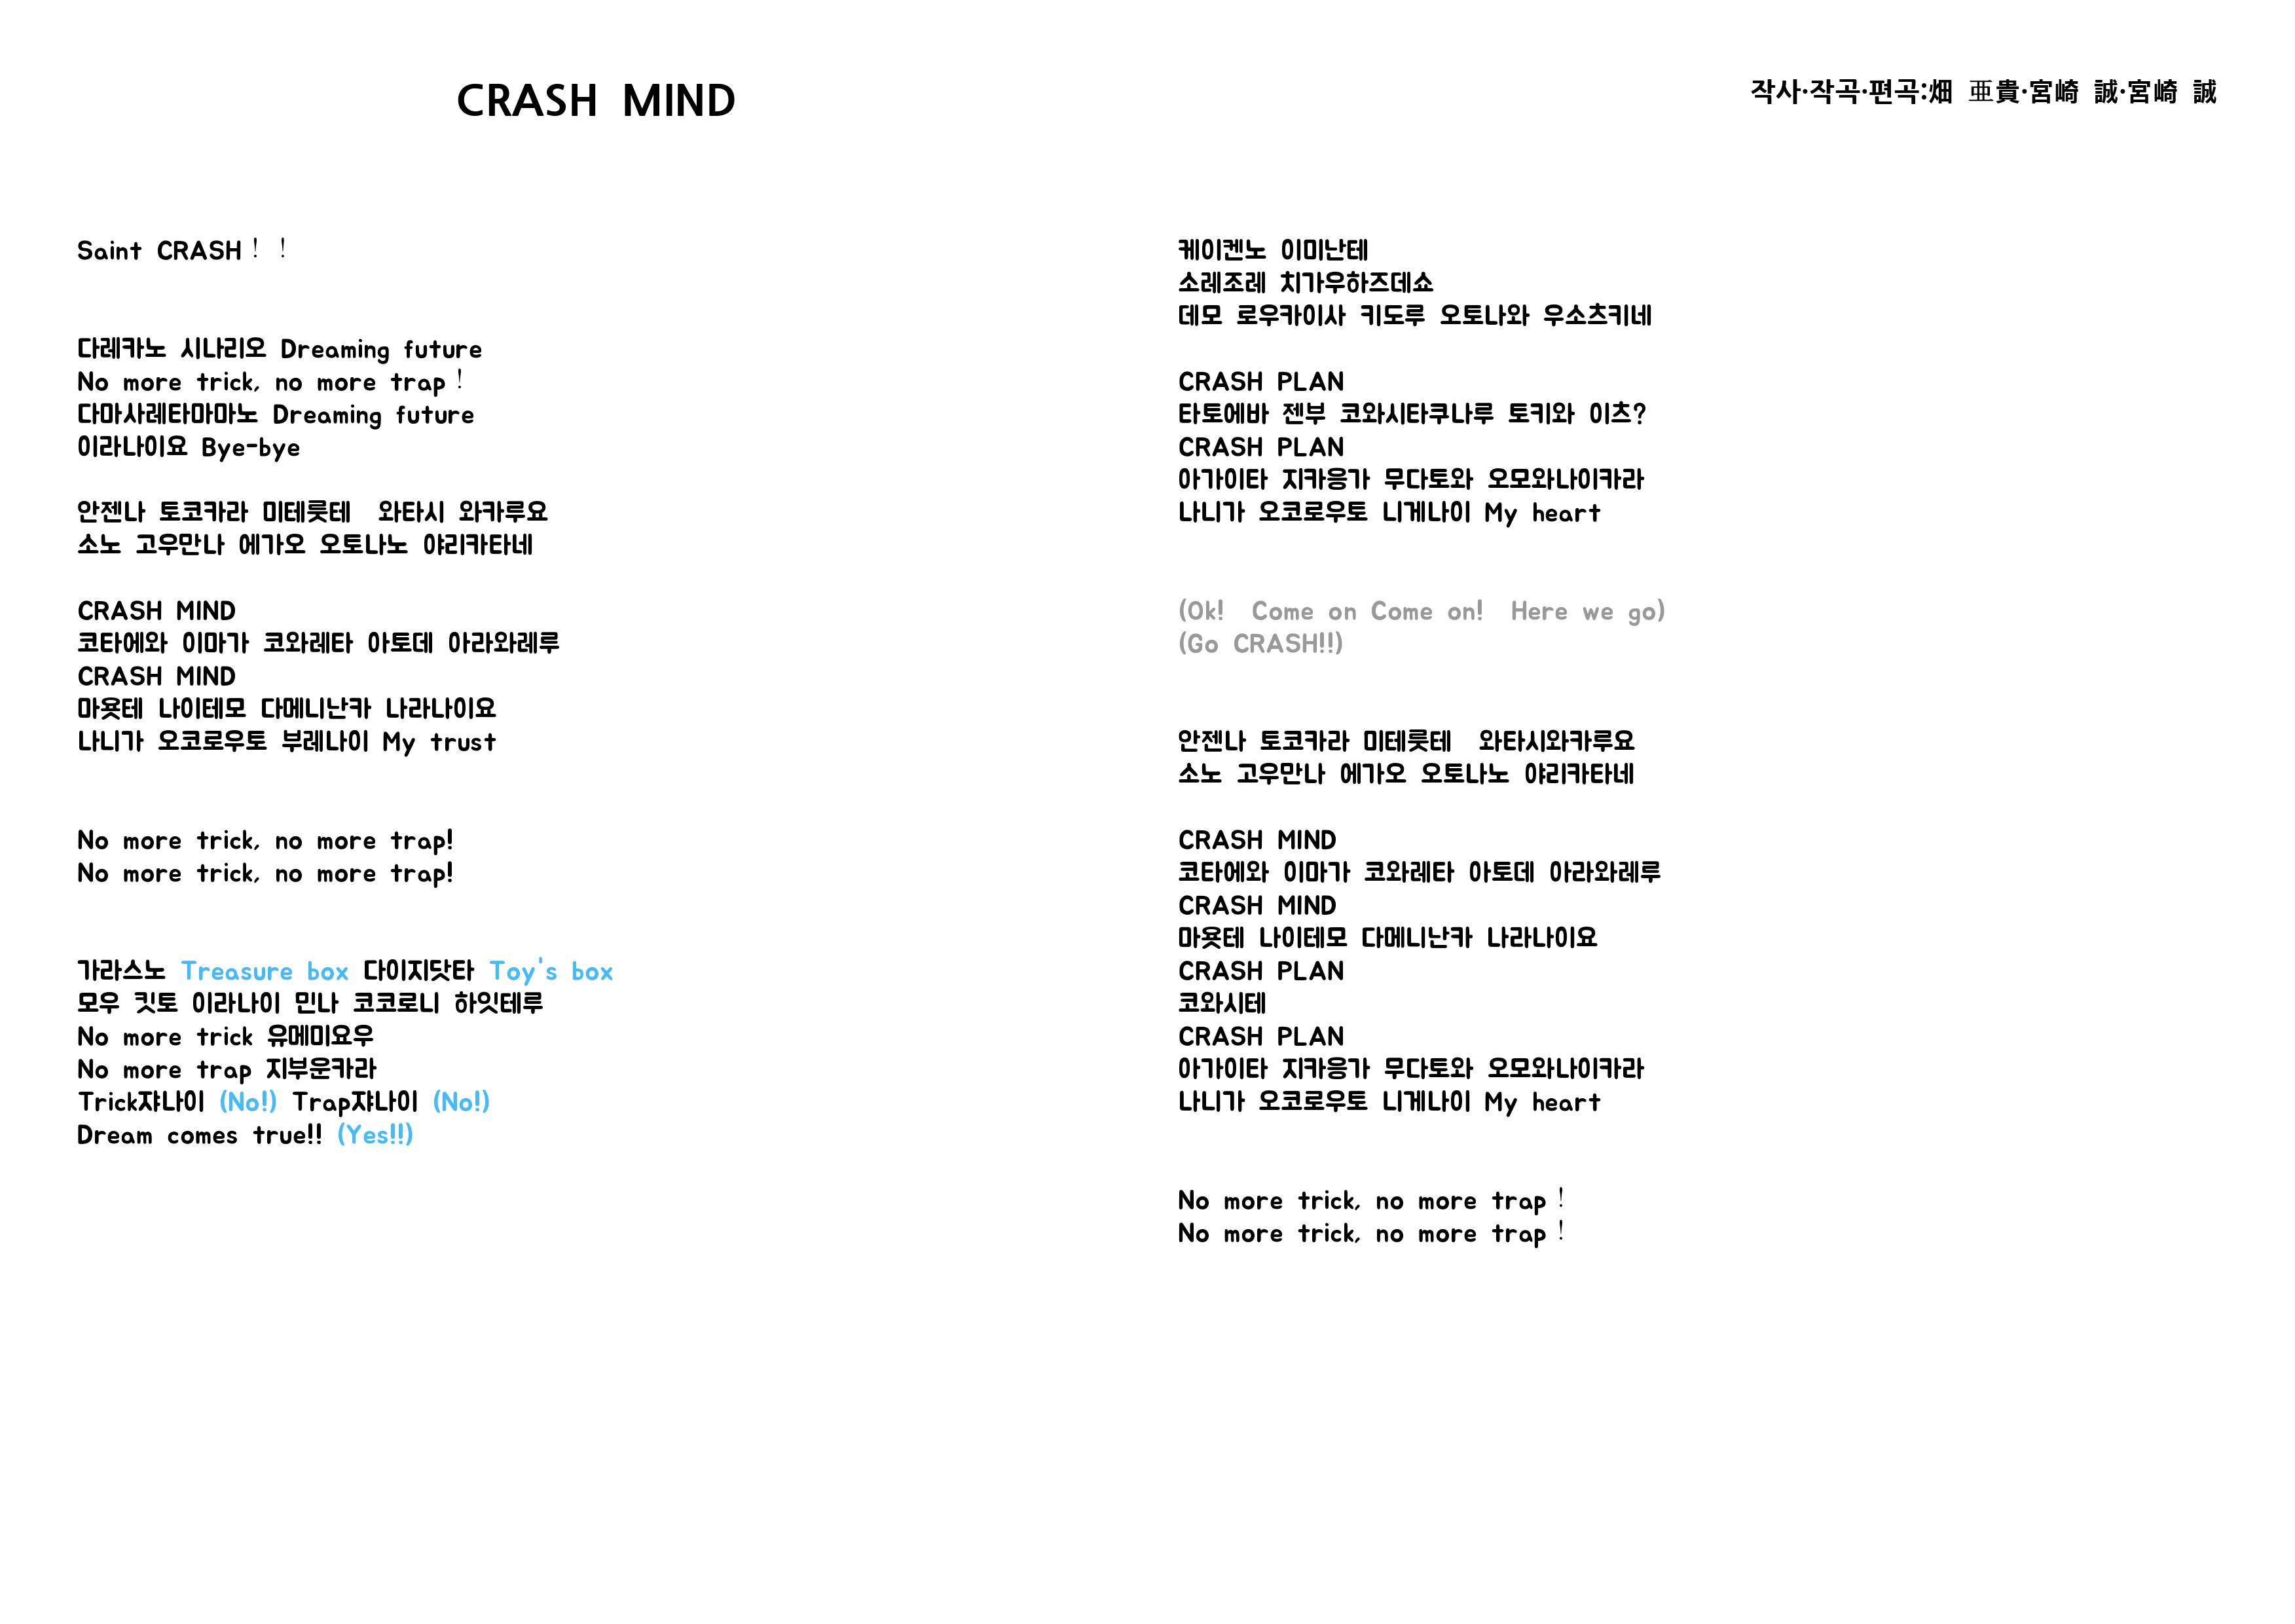 CRASH MIND
작사·작곡·편곡:畑 亜貴·宮崎 誠·宮崎 誠
Saint CRASH！！
다레카노 시나리오 Dreaming future
No more trick, no more trap！
다마사레타마마노 Dreaming future
이라나이요 Bye-bye
안젠나 토코카라 미테룻테  와타시 와카루요
소노 고우만나 에가오 오토나노 야리카타네
CRASH MIND
코타에와 이마가 코와레타 아토데 아라와레루
CRASH MIND
마욧테 나이테모 다메니난카 나라나이요
나니가 오코로우토 부레나이 My trust
No more trick, no more trap!
No more trick, no more trap!
가라스노 Treasure box 다이지닷타 Toy's box
모우 킷토 이라나이 민나 코코로니 하잇테루
No more trick 유메미요우
No more trap 지부운카라
Trick쟈나이 (No!) Trap쟈나이 (No!)
Dream comes true!! (Yes!!)
케이켄노 이미난테
소레조레 치가우하즈데쇼
데모 로우카이사 키도루 오토나와 우소츠키네
CRASH PLAN
타토에바 젠부 코와시타쿠나루 토키와 이츠?
CRASH PLAN
아가이타 지카응가 무다토와 오모와나이카라
나니가 오코로우토 니게나이 My heart
(Ok!  Come on Come on!  Here we go)
(Go CRASH!!)
안젠나 토코카라 미테룻테  와타시와카루요
소노 고우만나 에가오 오토나노 야리카타네
CRASH MIND
코타에와 이마가 코와레타 아토데 아라와레루
CRASH MIND
마욧테 나이테모 다메니난카 나라나이요
CRASH PLAN
코와시테
CRASH PLAN
아가이타 지카응가 무다토와 오모와나이카라
나니가 오코로우토 니게나이 My heart
No more trick, no more trap！
No more trick, no more trap！